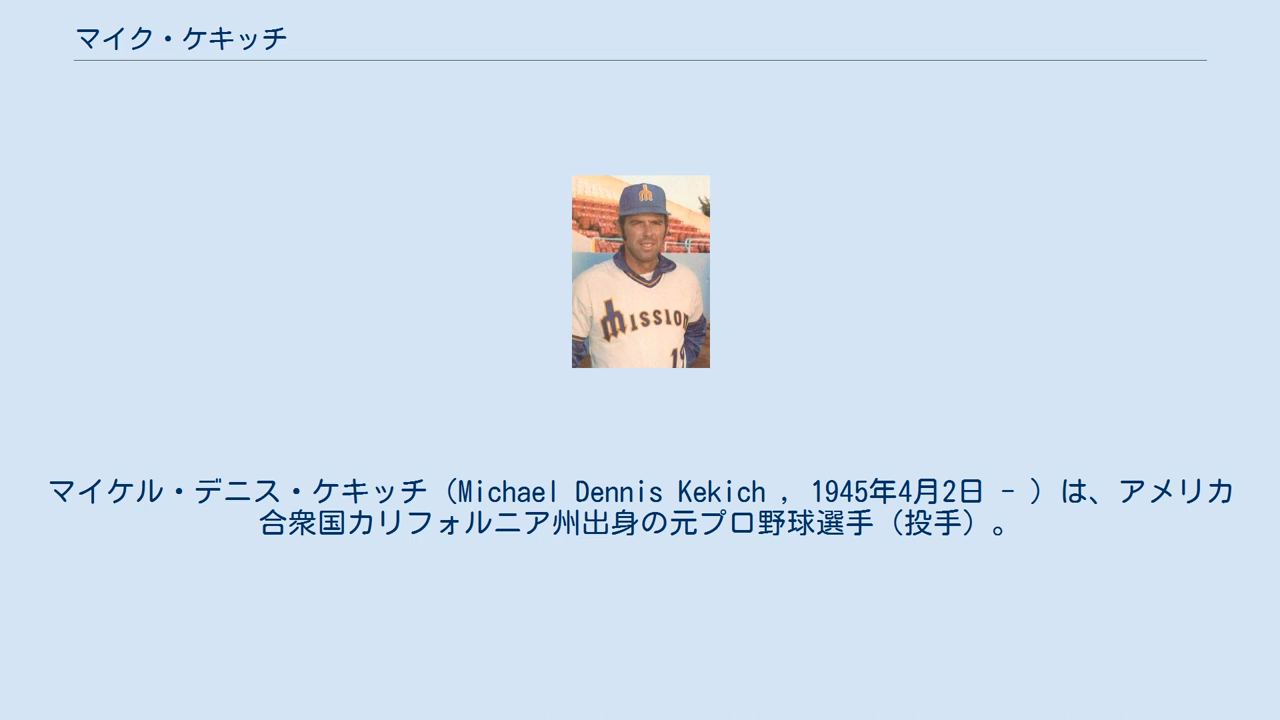 マイク・ケキッチ
mission
19
マイケル・デニス・ケキッチ（Michael Dennis Kekich , 1945年4月2日 - ）は、アメリカ
合衆国カリフォルニア州出身の元プロ野球選手（投手）。